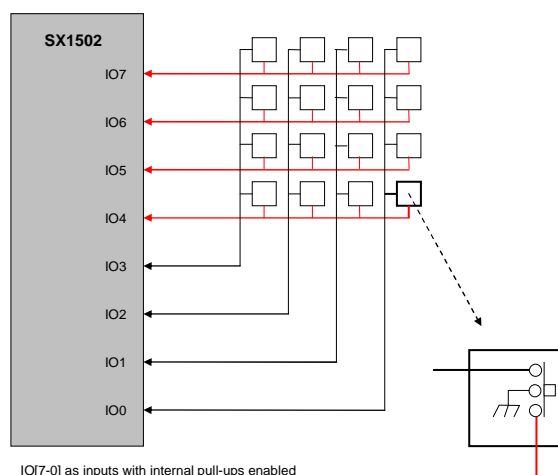 SX1502
IO7
IO6
IO5
IO4
IO3
IO2
IO1
IO0
IO[7-0] as inputs with internal pull-ups enabled